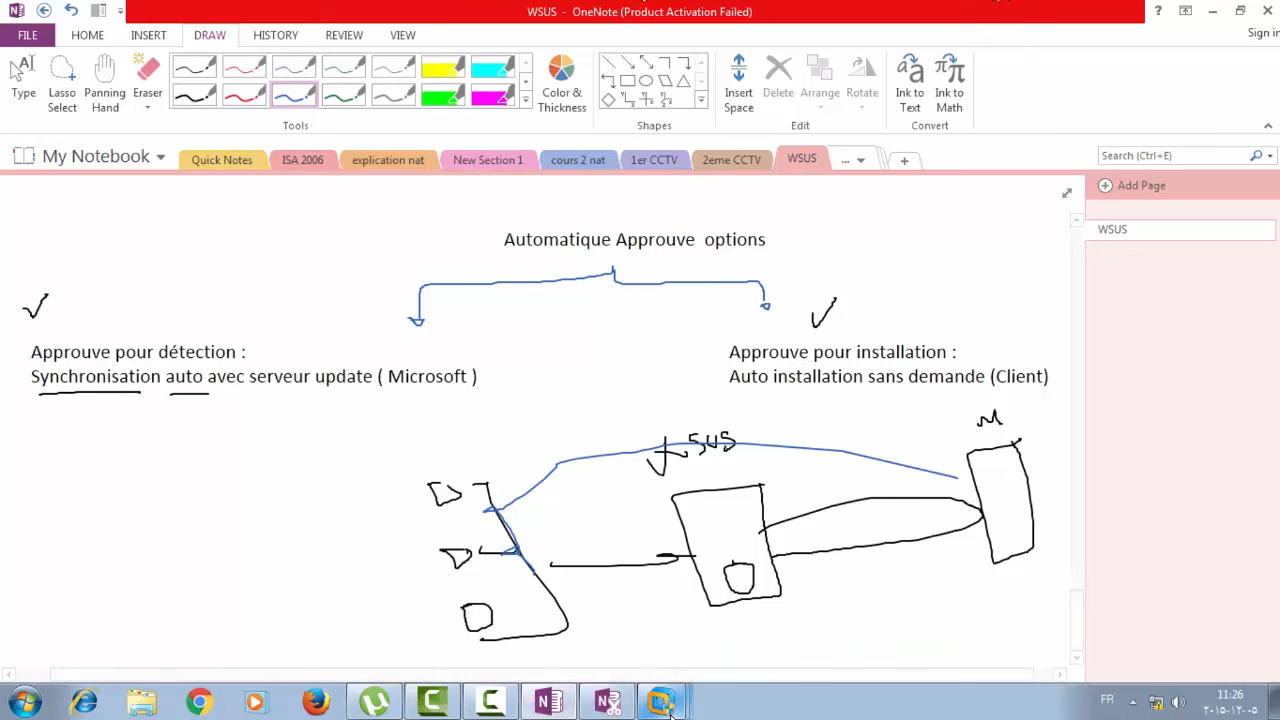 WSUS - OneNote (Product Activation Failed)
FILE HOME INSERT DRAW HISTORY REVIEW VIEW
Sign in
Type
Lasso Select
Panning Hand
Eraser
Color & Thickness
Insert Space
Delete
Arrange
Rotate
Ink to Text
Ink to Math
Tools
Shapes
Edit
Convert
My Notebook
Quick Notes
ISA 2006
explication nat
New Section 1
cours 2 nat
1er CCTV
2eme CCTV
WSUS
...
Search (Ctrl+E)
Add Page
WSUS
Automatique Approuve options
Approuve pour détection :
Synchronisation auto avec serveur update ( Microsoft )
Approuve pour installation :
Auto installation sans demande (Client)
M
SUS
FR
11:26
٢٠١٥-١٢-٠٥